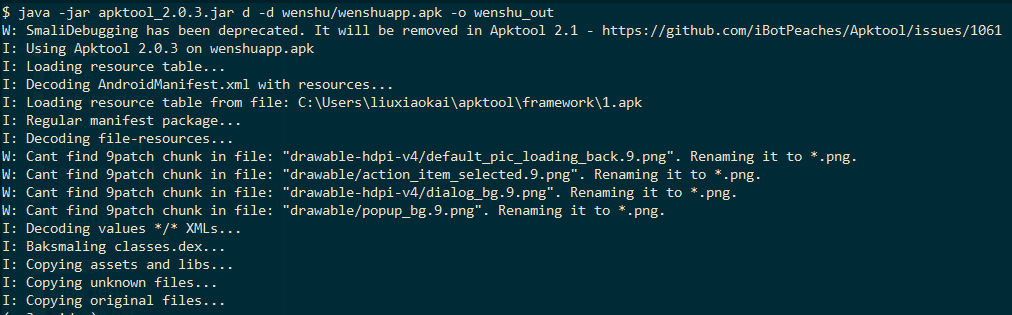 $ java -jar apktool_2.0.3.jar d -d wenshu/wenshuapp.apk -o wenshu_out
W: SmaliDebugging has been deprecated. It will be removed in Apktool 2.1 - https://github.com/iBotPeaches/Apktool/issues/1061
I: Using Apktool 2.0.3 on wenshuapp.apk
I: Loading resource table...
I: Decoding AndroidManifest.xml with resources...
I: Loading resource table from file: C:\Users\liuxiaokai\apktool\framework\1.apk
I: Regular manifest package...
I: Decoding file-resources...
W: Cant find 9patch chunk in file: "drawable-hdpi-v4/default_pic_loading_back.9.png". Renaming it to *.png.
W: Cant find 9patch chunk in file: "drawable/action_item_selected.9.png". Renaming it to *.png.
W: Cant find 9patch chunk in file: "drawable-hdpi-v4/dialog_bg.9.png". Renaming it to *.png.
W: Cant find 9patch chunk in file: "drawable/popup_bg.9.png". Renaming it to *.png.
I: Decoding values */* XMLs...
I: Baksmaling classes.dex...
I: Copying assets and libs...
I: Copying unknown files...
I: Copying original files...